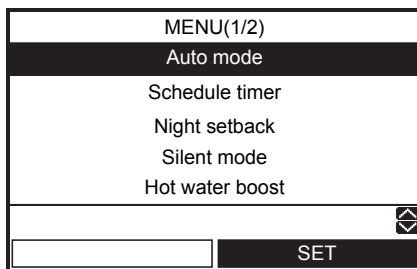 MENU(1/2)
Auto mode
Schedule timer
Night setback
Silent mode
Hot water boost
SET